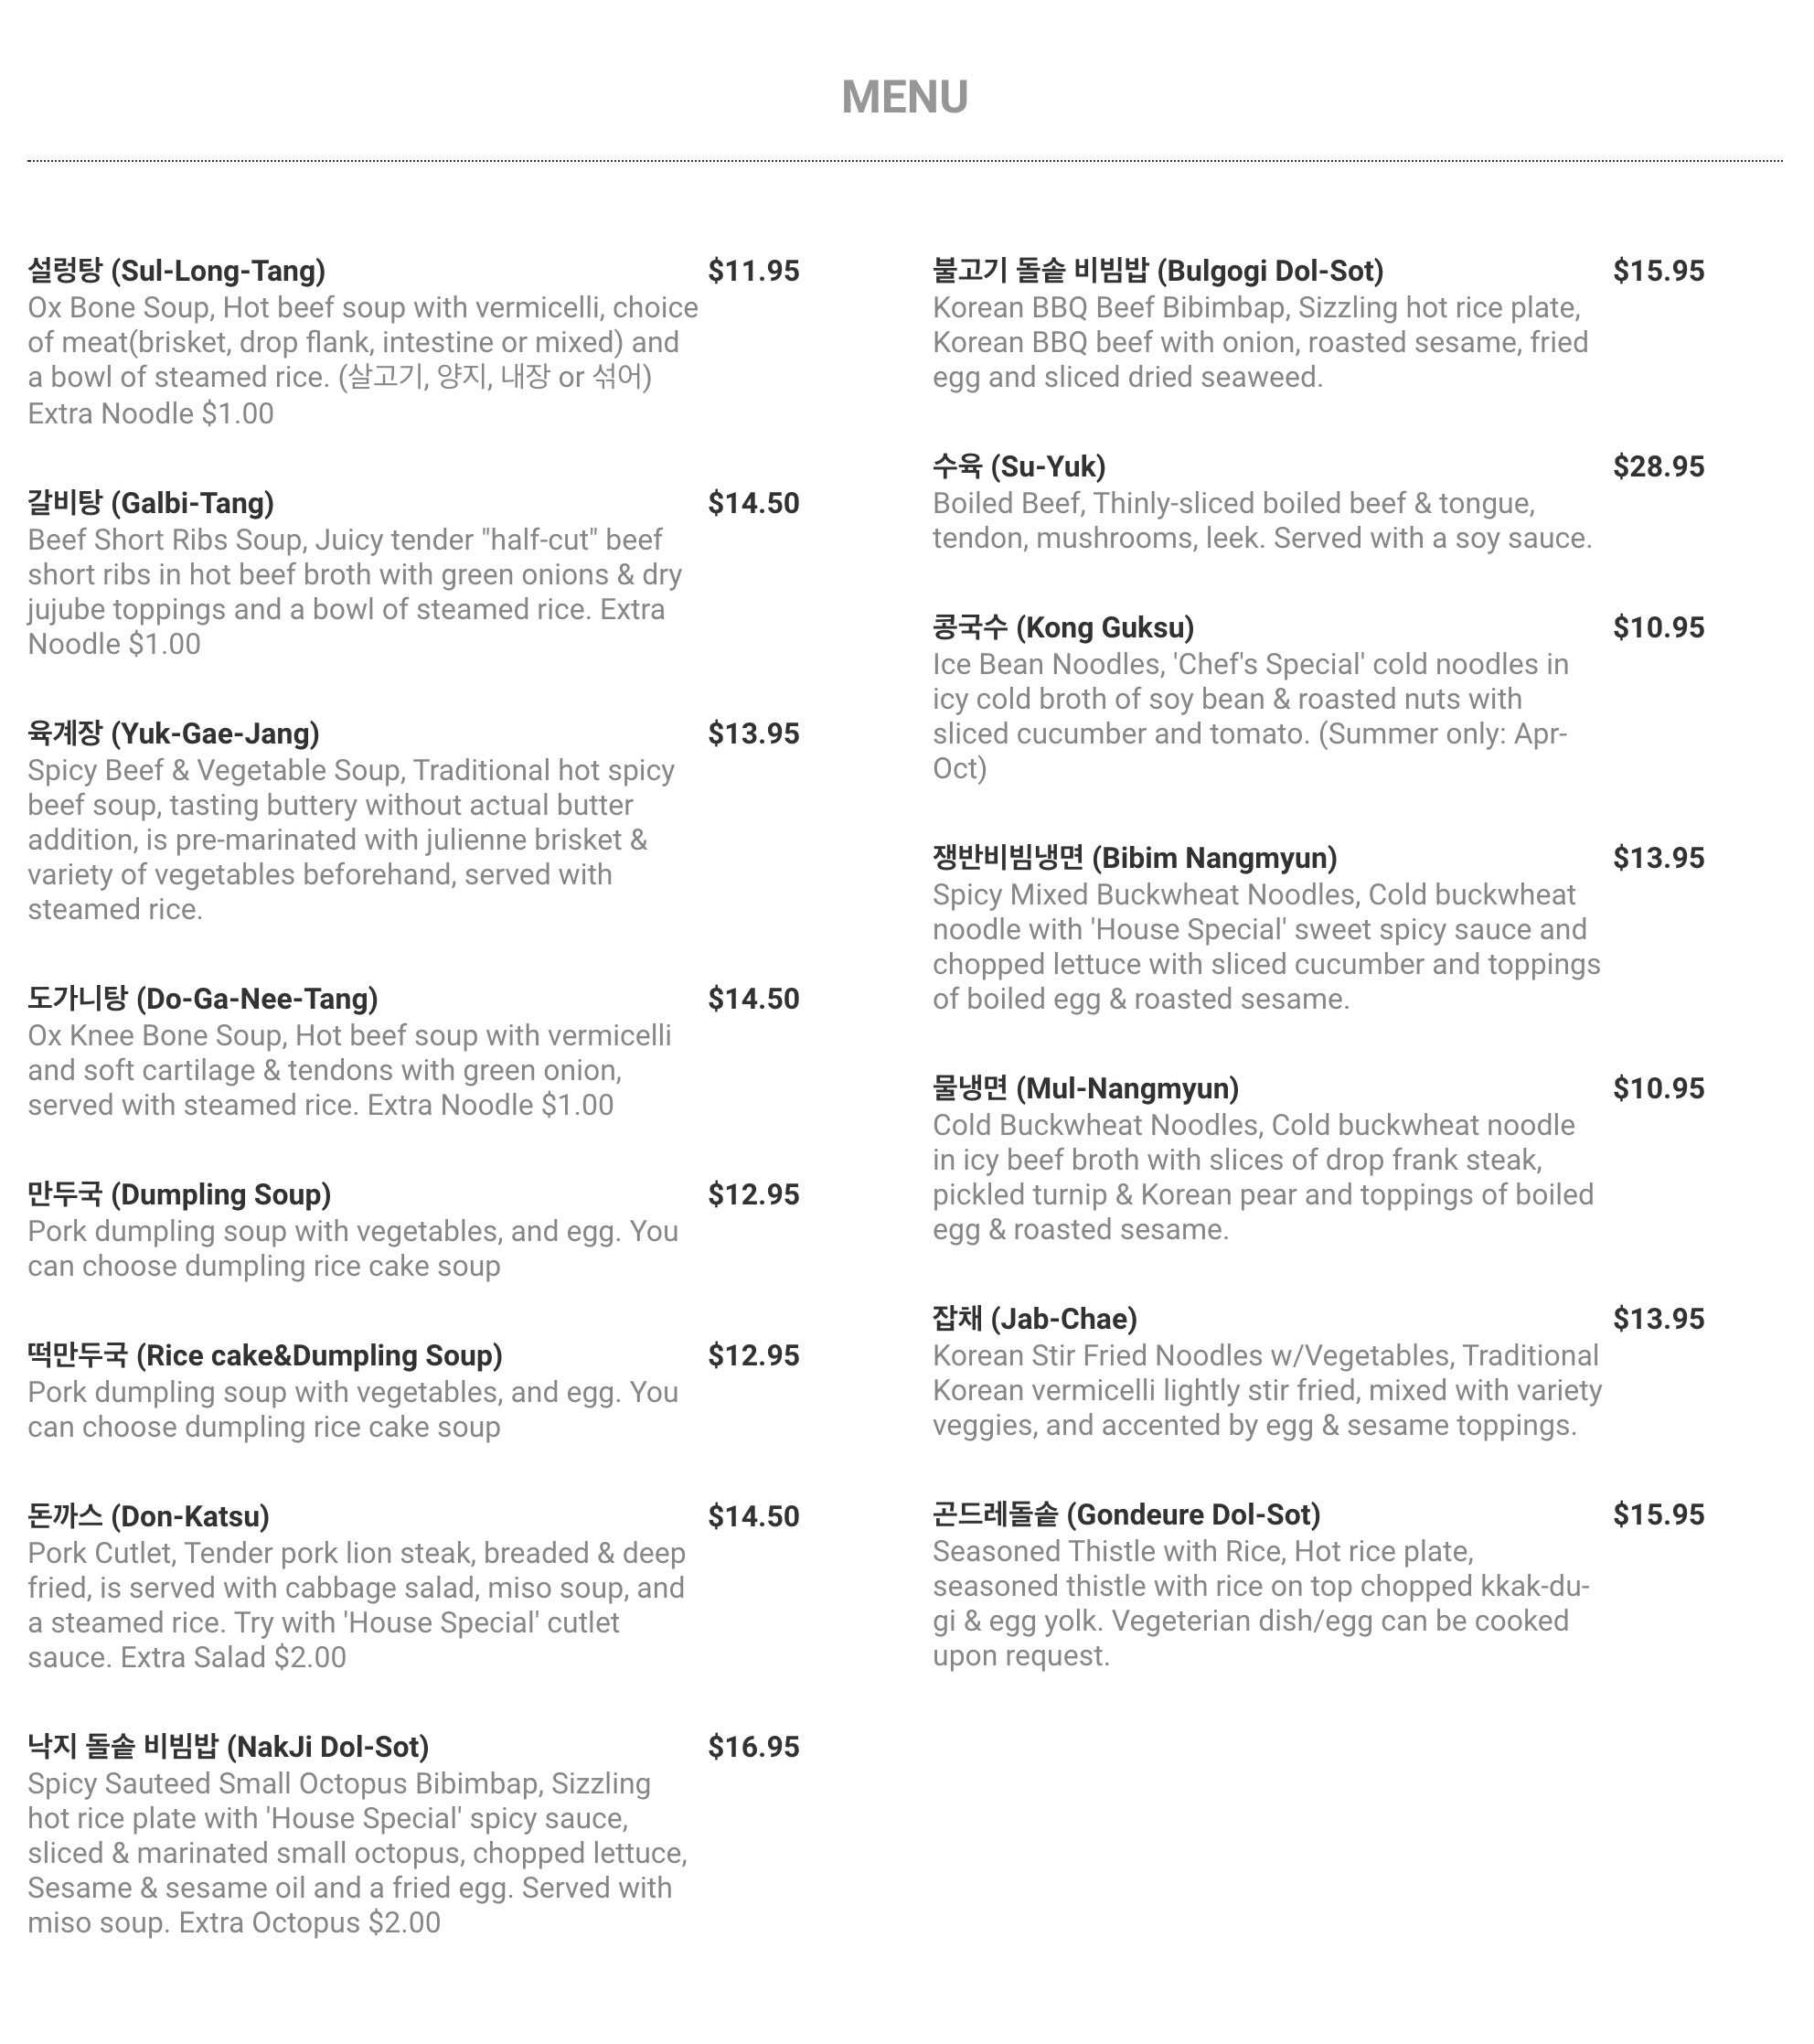 MENU
설렁탕 (Sul-Long-Tang) $11.95
Ox Bone Soup, Hot beef soup with vermicelli, choice
of meat(brisket, drop flank, intestine or mixed) and
a bowl of steamed rice. (살고기, 양지, 내장 or 섞어)
Extra Noodle $1.00
갈비탕 (Galbi-Tang) $14.50
Beef Short Ribs Soup, Juicy tender "half-cut" beef
short ribs in hot beef broth with green onions & dry
jujube toppings and a bowl of steamed rice. Extra
Noodle $1.00
육계장 (Yuk-Gae-Jang) $13.95
Spicy Beef & Vegetable Soup, Traditional hot spicy
beef soup, tasting buttery without actual butter
addition, is pre-marinated with julienne brisket &
variety of vegetables beforehand, served with
steamed rice.
도가니탕 (Do-Ga-Nee-Tang) $14.50
Ox Knee Bone Soup, Hot beef soup with vermicelli
and soft cartilage & tendons with green onion,
served with steamed rice. Extra Noodle $1.00
만두국 (Dumpling Soup) $12.95
Pork dumpling soup with vegetables, and egg. You
can choose dumpling rice cake soup
떡만두국 (Rice cake&Dumpling Soup) $12.95
Pork dumpling soup with vegetables, and egg. You
can choose dumpling rice cake soup
돈까스 (Don-Katsu) $14.50
Pork Cutlet, Tender pork lion steak, breaded & deep
fried, is served with cabbage salad, miso soup, and
a steamed rice. Try with 'House Special' cutlet
sauce. Extra Salad $2.00
낙지 돌솥 비빔밥 (NakJi Dol-Sot) $16.95
Spicy Sauteed Small Octopus Bibimbap, Sizzling
hot rice plate with 'House Special' spicy sauce,
sliced & marinated small octopus, chopped lettuce,
Sesame & sesame oil and a fried egg. Served with
miso soup. Extra Octopus $2.00
불고기 돌솥 비빔밥 (Bulgogi Dol-Sot) $15.95
Korean BBQ Beef Bibimbap, Sizzling hot rice plate,
Korean BBQ beef with onion, roasted sesame, fried
egg and sliced dried seaweed.
수육 (Su-Yuk) $28.95
Boiled Beef, Thinly-sliced boiled beef & tongue,
tendon, mushrooms, leek. Served with a soy sauce.
콩국수 (Kong Guksu) $10.95
Ice Bean Noodles, 'Chef's Special' cold noodles in
icy cold broth of soy bean & roasted nuts with
sliced cucumber and tomato. (Summer only: Apr-
Oct)
쟁반비빔냉면 (Bibim Nangmyun) $13.95
Spicy Mixed Buckwheat Noodles, Cold buckwheat
noodle with 'House Special' sweet spicy sauce and
chopped lettuce with sliced cucumber and toppings
of boiled egg & roasted sesame.
물냉면 (Mul-Nangmyun) $10.95
Cold Buckwheat Noodles, Cold buckwheat noodle
in icy beef broth with slices of drop frank steak,
pickled turnip & Korean pear and toppings of boiled
egg & roasted sesame.
잡채 (Jab-Chae) $13.95
Korean Stir Fried Noodles w/Vegetables, Traditional
Korean vermicelli lightly stir fried, mixed with variety
veggies, and accented by egg & sesame toppings.
곤드레돌솥 (Gondeure Dol-Sot) $15.95
Seasoned Thistle with Rice, Hot rice plate,
seasoned thistle with rice on top chopped kkak-du-
gi & egg yolk. Vegeterian dish/egg can be cooked
upon request.